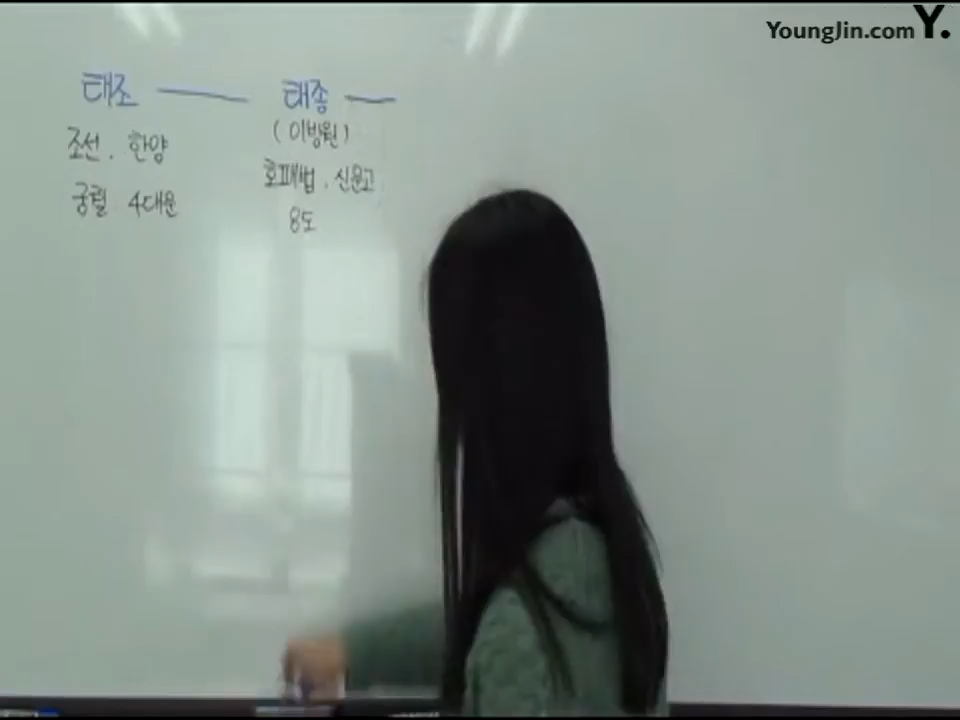 YoungJin.com Y.
태조 — 태종 —
(이방원)
조선 . 한양
호패법 . 신문고
궁궐 4대문
8도